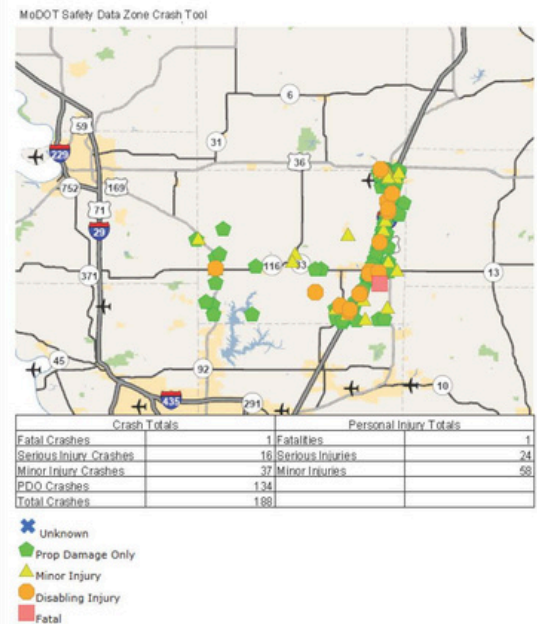 MoDOT Safety Data Zone Crash Tool
6
59
31
229
36
752
169
71
29
116
33
13
371
45
92
10
435
291
Crash Totals Personal Injury Totals
Fatal Crashes 1 Fatalities 1
Serious Injury Crashes 16 Serious Injuries 24
Minor Injury Crashes 37 Minor Injuries 58
PDO Crashes 134
Total Crashes 188
Unknown
Prop Damage Only
Minor Injury
Disabling Injury
Fatal